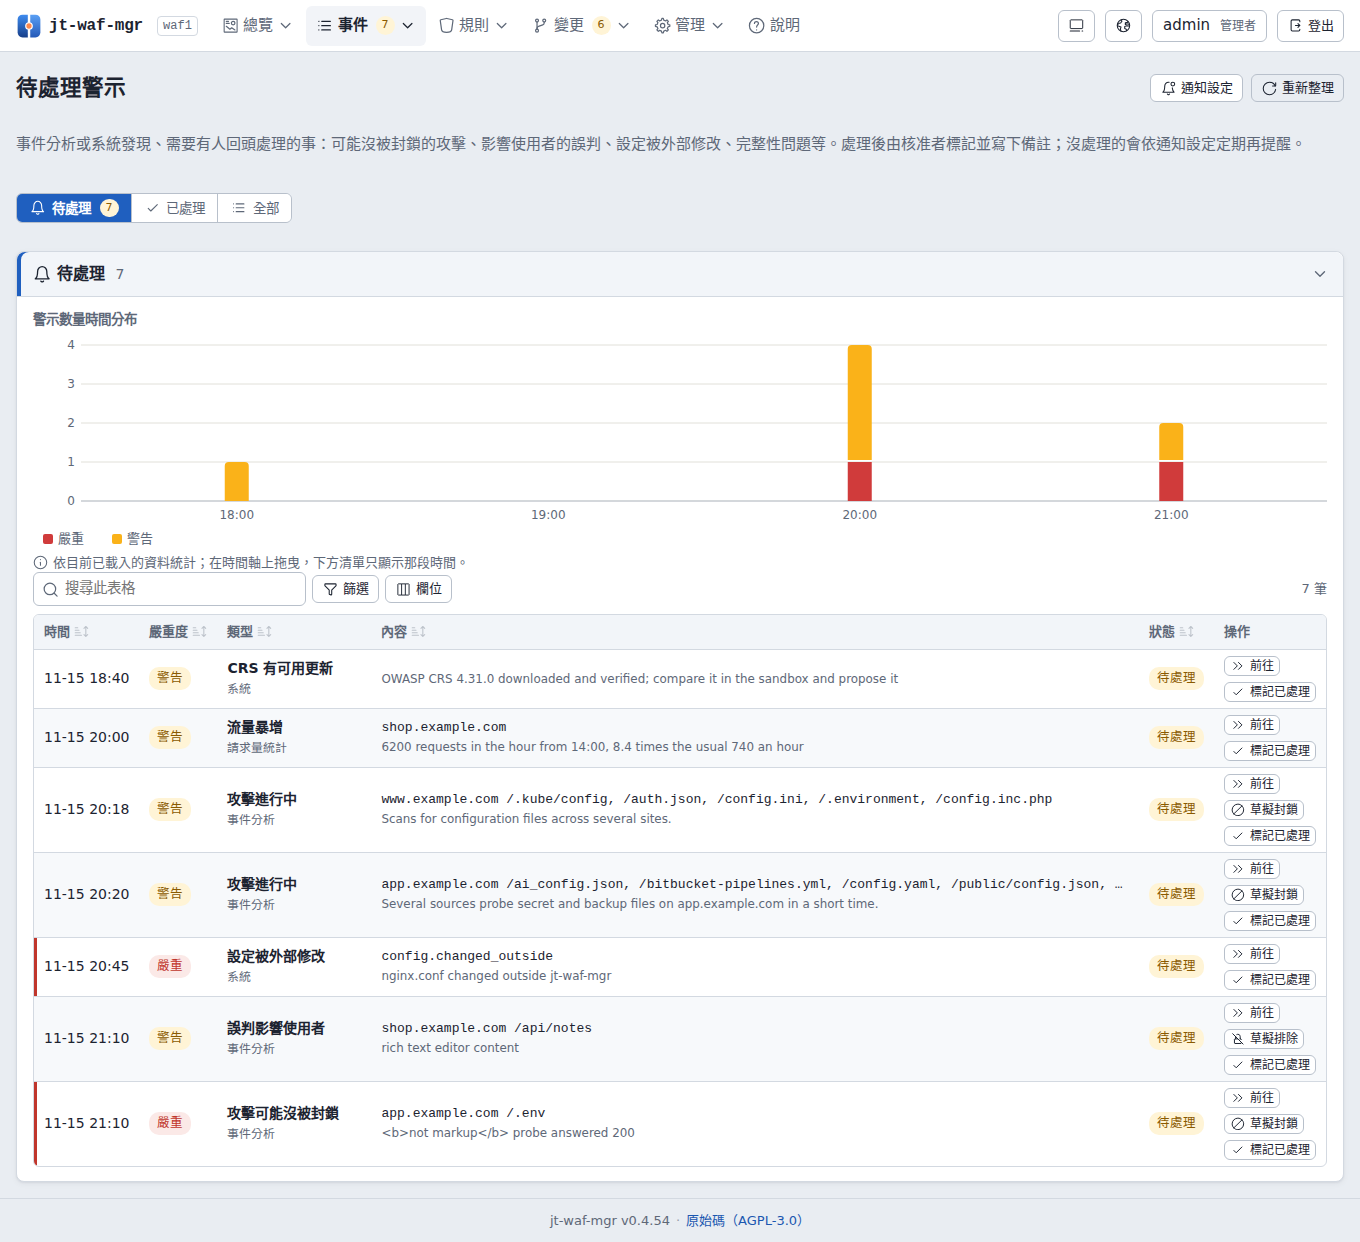 jt-waf-mgr waf1 總覽 事件 7 規則 變更 6 管理 說明 admin 管理者 登出
待處理警示
通知設定 重新整理
事件分析或系統發現、需要有人回頭處理的事：可能沒被封鎖的攻擊、影響使用者的誤判、設定被外部修改、完整性問題等。處理後由核准者標記並寫下備註；沒處理的會依通知設定定期再提醒。
待處理 7 已處理 全部
待處理 7
警示數量時間分布
4
3
2
1
0
18:00 19:00 20:00 21:00
嚴重 警告
依目前已載入的資料統計；在時間軸上拖曳，下方清單只顯示那段時間。
搜尋此表格 篩選 欄位 7 筆
時間 嚴重度 類型 內容 狀態 操作
11-15 18:40 警告 CRS 有可用更新 系統 OWASP CRS 4.31.0 downloaded and verified; compare it in the sandbox and propose it 待處理 前往 標記已處理
11-15 20:00 警告 流量暴增 請求量統計 shop.example.com 6200 requests in the hour from 14:00, 8.4 times the usual 740 an hour 待處理 前往 標記已處理
11-15 20:18 警告 攻擊進行中 事件分析 www.example.com /.kube/config, /auth.json, /config.ini, /.environment, /config.inc.php Scans for configuration files across several sites. 待處理 前往 草擬封鎖 標記已處理
11-15 20:20 警告 攻擊進行中 事件分析 app.example.com /ai_config.json, /bitbucket-pipelines.yml, /config.yaml, /public/config.json, … Several sources probe secret and backup files on app.example.com in a short time. 待處理 前往 草擬封鎖 標記已處理
11-15 20:45 嚴重 設定被外部修改 系統 config.changed_outside nginx.conf changed outside jt-waf-mgr 待處理 前往 標記已處理
11-15 21:10 警告 誤判影響使用者 事件分析 shop.example.com /api/notes rich text editor content 待處理 前往 草擬排除 標記已處理
11-15 21:10 嚴重 攻擊可能沒被封鎖 事件分析 app.example.com /.env <b>not markup</b> probe answered 200 待處理 前往 草擬封鎖 標記已處理
jt-waf-mgr v0.4.54 · 原始碼（AGPL-3.0）